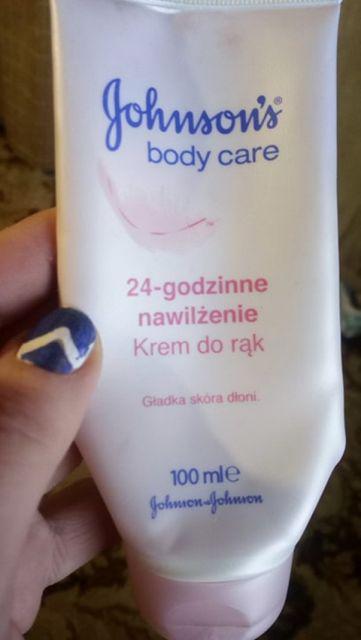 Johnson's®
body care
24-godzinne
nawilżenie
Krem do rąk
Gładka skóra dłoni.
100 ml e
Johnson & Johnson